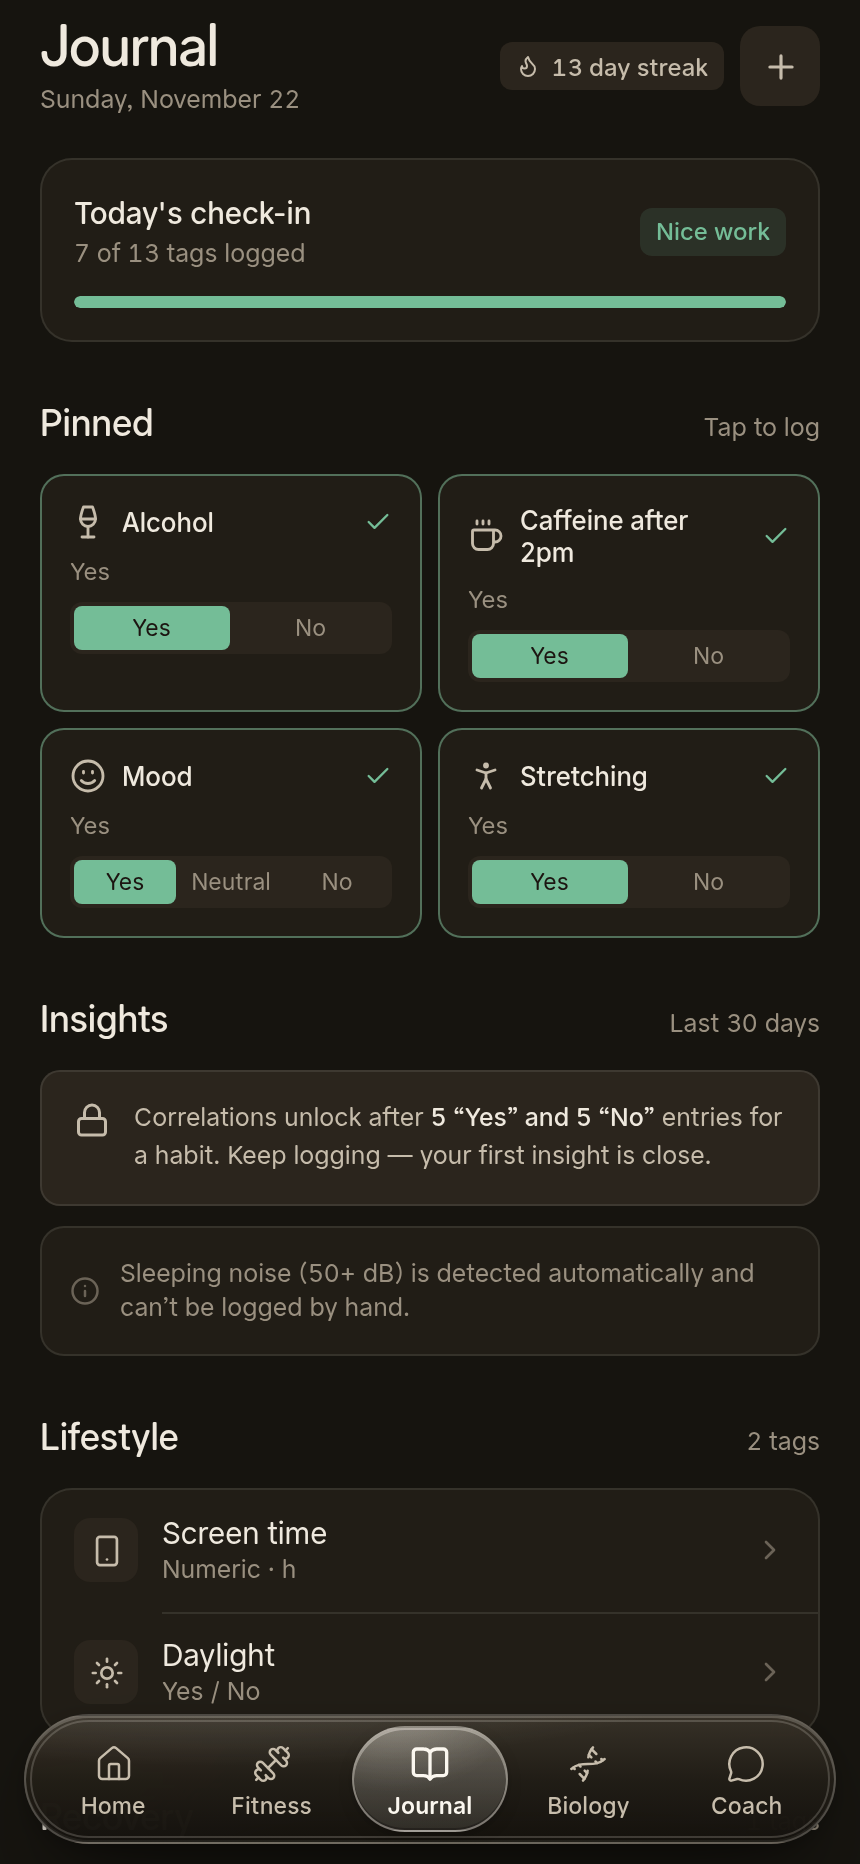 Journal
Sunday, November 22
13 day streak
Today's check-in
7 of 13 tags logged
Nice work
Pinned
Tap to log
Alcohol
Yes
Yes No
Caffeine after
2pm
Yes
Yes No
Mood
Yes
Yes Neutral No
Stretching
Yes
Yes No
Insights
Last 30 days
Correlations unlock after 5 “Yes” and 5 “No” entries for
a habit. Keep logging — your first insight is close.
Sleeping noise (50+ dB) is detected automatically and
can’t be logged by hand.
Lifestyle
2 tags
Screen time
Numeric · h
Daylight
Yes / No
Recovery
Home
Fitness
Journal
Biology
Coach